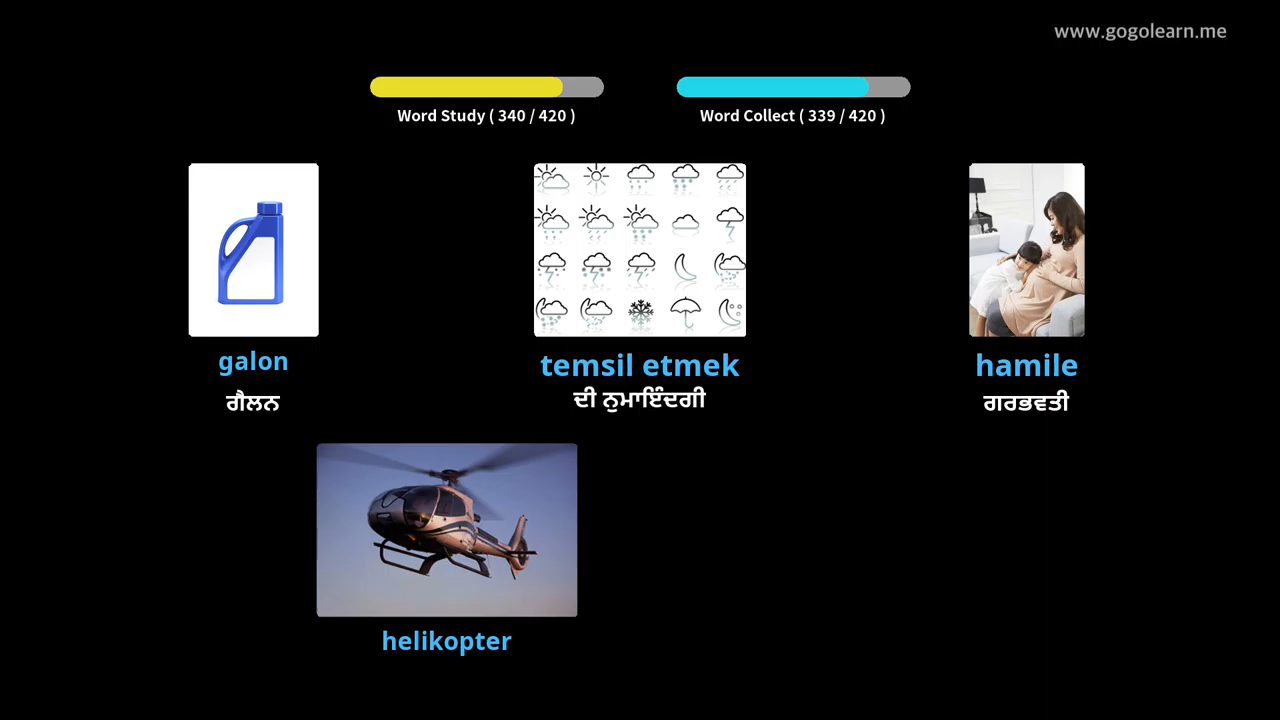 www.gogolearn.me
Word Study ( 340 / 420 )
Word Collect ( 339 / 420 )
galon
temsil etmek
hamile
ਗੈਲਨ
ਦੀ ਨੁਮਾਇੰਦਗੀ
ਗਰਭਵਤੀ
helikopter